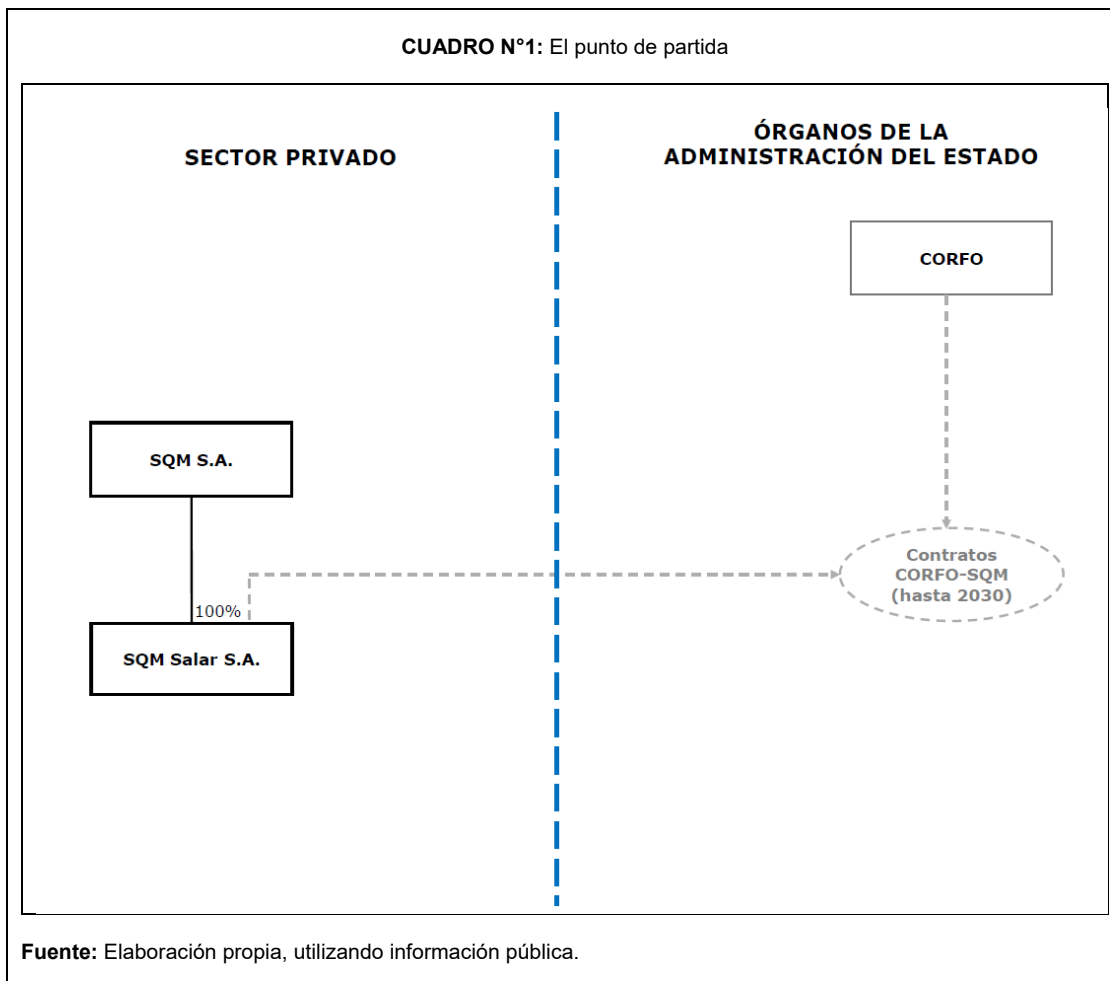 CUADRO N°1: El punto de partida
SECTOR PRIVADO
ÓRGANOS DE LA
ADMINISTRACIÓN DEL ESTADO
CORFO
SQM S.A.
100%
SQM Salar S.A.
Contratos
CORFO-SQM
(hasta 2030)
Fuente: Elaboración propia, utilizando información pública.